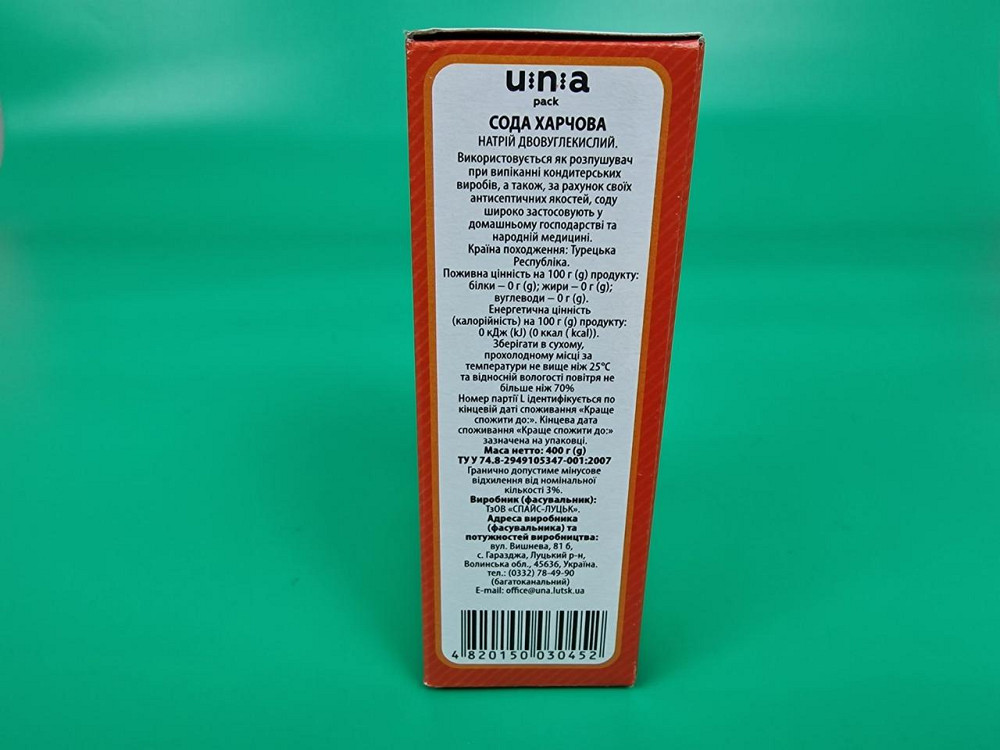 u:n:a
pack
СОДА ХАРЧОВА
НАТРІЙ ДВОВУГЛЕКИСЛИЙ.
Використовується як розпушувач
при випіканні кондитерських
виробів, а також, за рахунок своїх
антисептичних якостей, соду
широко застосовують у
домашньому господарстві та
народній медицині.
Країна походження: Турецька
Республіка.
Поживна цінність на 100 г (g) продукту:
білки – 0 г (g); жири – 0 г (g);
вуглеводи – 0 г (g).
Енергетична цінність
(калорійність) на 100 г (g) продукту:
0 кДж (kJ) (0 ккал ( kcal)).
Зберігати в сухому,
прохолодному місці за
температури не вище ніж 25°С
та відносній вологості повітря не
більше ніж 70%
Номер партії L ідентифікується по
кінцевій даті споживання «Краще
спожити до:». Кінцева дата
споживання «Краще спожити до:»
зазначена на упаковці.
Маса нетто: 400 г (g)
ТУ У 74.8-2949105347-001:2007
Гранично допустиме мінусове
відхилення від номінальної
кількості 3%.
Виробник (фасувальник):
ТзОВ «СПАЙС-ЛУЦЬК».
Адреса виробника
(фасувальника) та
потужностей виробництва:
вул. Вишнева, 81 б,
с. Гаразджа, Луцький р-н,
Волинська обл., 45636, Україна.
тел.: (0332) 78-49-90
(багатоканальний)
E-mail: office@una.lutsk.ua
4 820150 030452